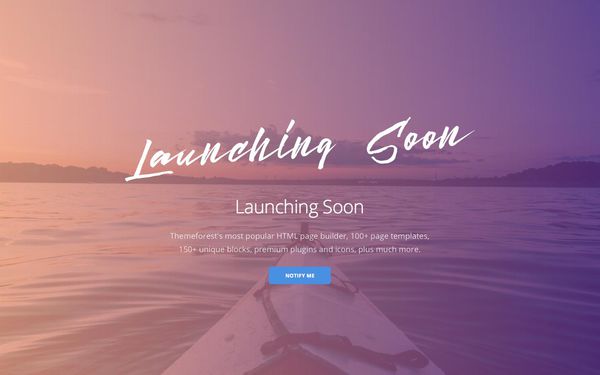 Launching Soon
Launching Soon
Themeforest's most popular HTML page builder, 100+ page templates,
150+ unique blocks, premium plugins and icons, plus much more.
NOTIFY ME